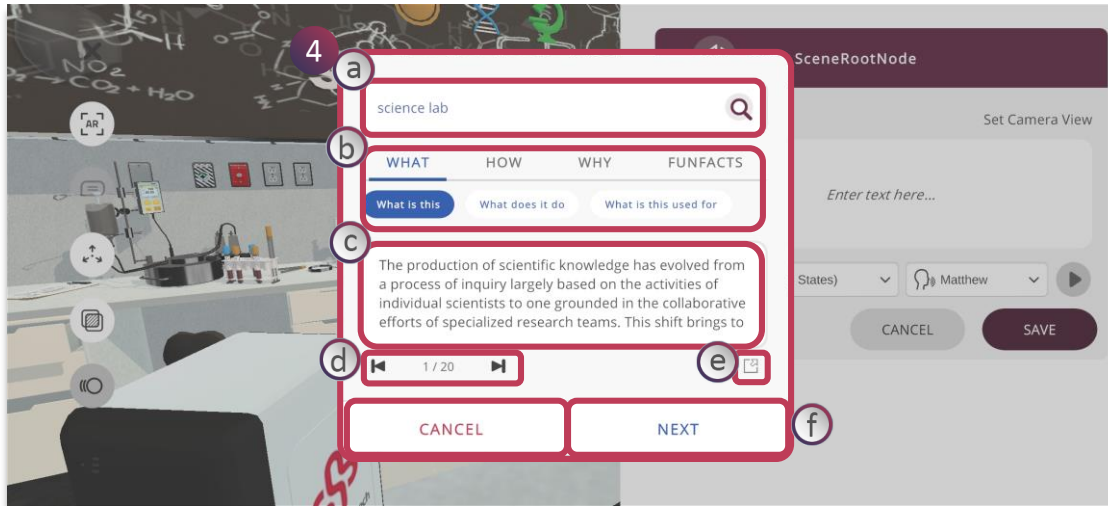 NO2
CO2 + H2O
4
a
science lab
b
WHAT HOW WHY FUNFACTS
What is this What does it do What is this used for
c
The production of scientific knowledge has evolved from
a process of inquiry largely based on the activities of
individual scientists to one grounded in the collaborative
efforts of specialized research teams. This shift brings to
d
1 / 20
e
CANCEL NEXT
f
AR
SceneRootNode
Set Camera View
Enter text here...
States) Matthew
CANCEL SAVE